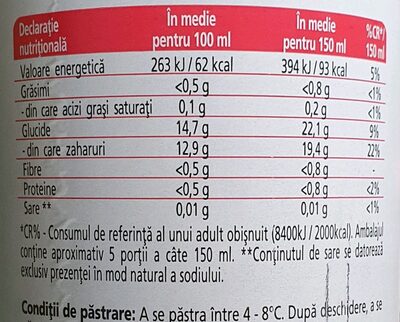 Declarație nutrițională În medie pentru 100 ml În medie pentru 150 ml %CR*/ 150 ml
Valoare energetică 263 kJ / 62 kcal 394 kJ / 93 kcal 5%
Grăsimi <0,5 g <0,8 g <1%
- din care acizi grași saturați 0,1 g 0,2 g <1%
Glucide 14,7 g 22,1 g 9%
- din care zaharuri 12,9 g 19,4 g 22%
Fibre <0,5 g <0,8 g -
Proteine <0,5 g <0,8 g <2%
Sare ** 0,01 g 0,01 g <1%
*CR% - Consumul de referință al unui adult obișnuit (8400kJ / 2000kcal). Ambalajul
conține aproximativ 5 porții a câte 150 ml. **Conținutul de sare se datorează
exclusiv prezenței în mod natural a sodiului.
Condiții de păstrare: A se păstra între 4 - 8°C. După deschidere, a se